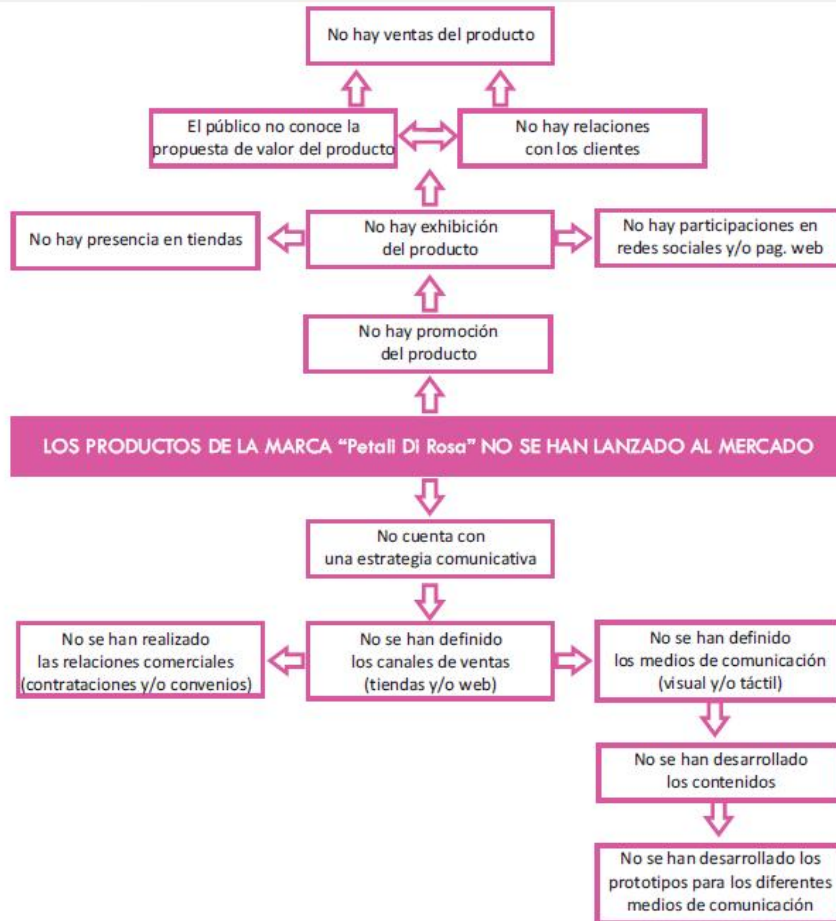 No hay ventas del producto
El público no conoce la
propuesta de valor del producto
No hay relaciones
con los clientes
No hay presencia en tiendas
No hay exhibición
del producto
No hay participaciones en
redes sociales y/o pag. web
No hay promoción
del producto
LOS PRODUCTOS DE LA MARCA “Petali Di Rosa” NO SE HAN LANZADO AL MERCADO
No cuenta con
una estrategia comunicativa
No se han realizado
las relaciones comerciales
(contrataciones y/o convenios)
No se han definido
los canales de ventas
(tiendas y/o web)
No se han definido
los medios de comunicación
(visual y/o táctil)
No se han desarrollado
los contenidos
No se han desarrollado los
prototipos para los diferentes
medios de comunicación